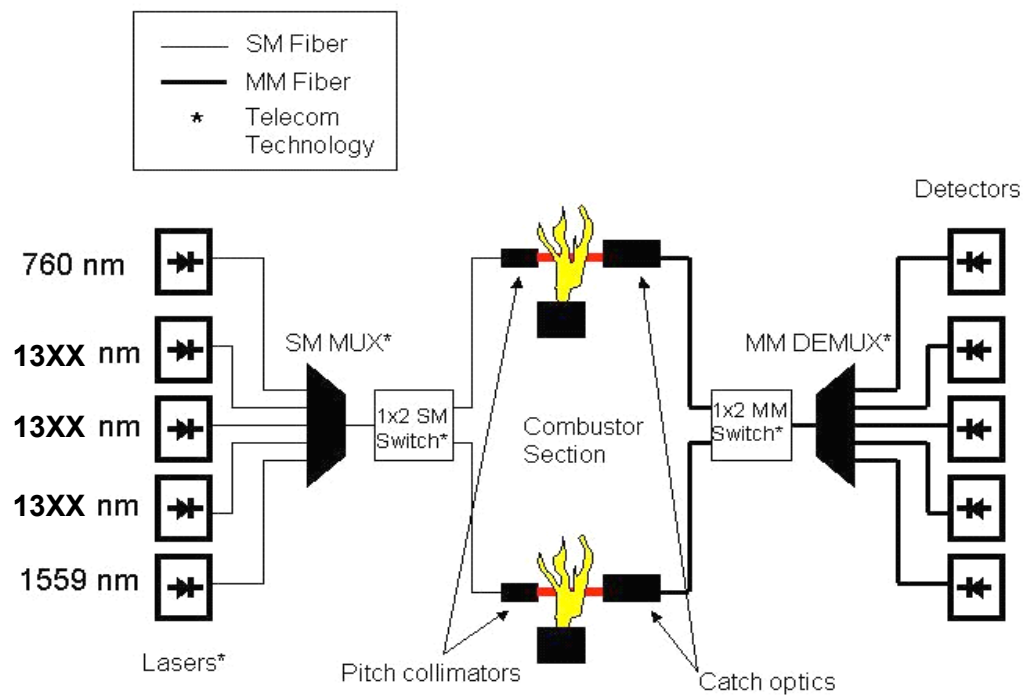 SM Fiber
MM Fiber
* Telecom
Technology
Detectors
760 nm
13XX nm
SM MUX*
MM DEMUX*
13XX nm
1x2 SM
Switch*
Combustor
Section
1x2 MM
Switch*
13XX nm
1559 nm
Lasers*
Pitch collimators
Catch optics